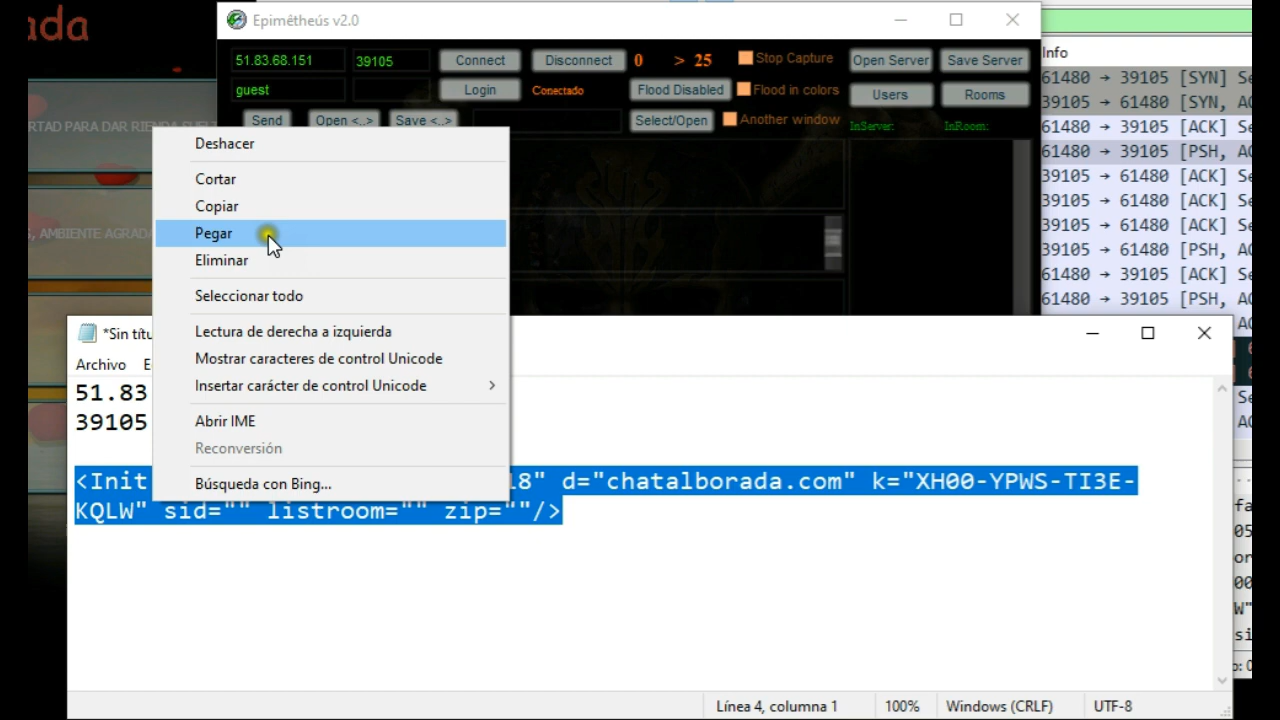 ada
Epimêtheús v2.0
51.83.68.151 39105 Connect Disconnect 0 > 25 Stop Capture Open Server Save Server
guest Login Conectado Flood Disabled Flood in colors Users Rooms
Send Open <..> Save <..> Select/Open Another window InServer: InRoom:
Info
61480 → 39105 [SYN] Se
39105 → 61480 [SYN, AC
61480 → 39105 [ACK] Se
61480 → 39105 [PSH, AC
39105 → 61480 [ACK] Se
39105 → 61480 [ACK] Se
61480 → 39105 [ACK] Se
39105 → 61480 [PSH, AC
61480 → 39105 [ACK] Se
61480 → 39105 [PSH, AC
RTAD PARA DAR RIENDA SUELT
S, AMBIENTE AGRADA
Deshacer
Cortar
Copiar
Pegar
Eliminar
Seleccionar todo
Lectura de derecha a izquierda
Mostrar caracteres de control Unicode
Insertar carácter de control Unicode
Abrir IME
Reconversión
Búsqueda con Bing...
*Sin títu
Archivo E
51.83
39105
<Init 18" d="chatalborada.com" k="XH00-YPWS-TI3E-
KQLW" sid="" listroom="" zip=""/>
Línea 4, columna 1 100% Windows (CRLF) UTF-8